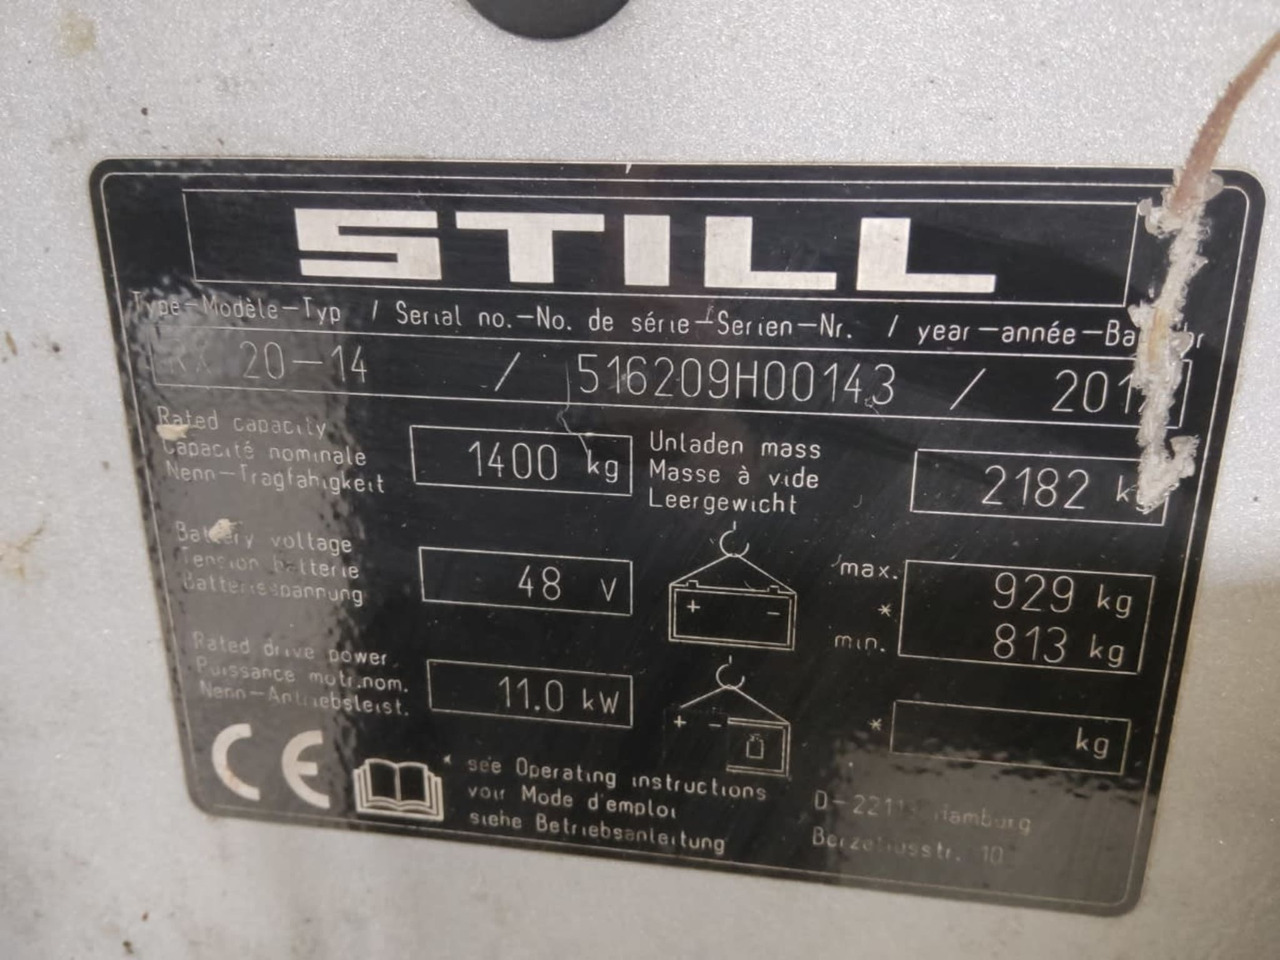 STILL
Type-Modèle-Typ / Serial no.-No. de série-Serien-Nr. / year-année-
RX 20-14 / 516209H00143 /
Rated capacity
Capacité nominale
Nenn-Tragfähigkeit
1400 kg
Unladen mass
Masse à vide
Leergewicht
2182 kg
Battery voltage
Tension batterie
Batteriespannung
48 V
+ -
max.
*
min.
929 kg
813 kg
Rated drive power
Puissance motr.nom.
Nenn-Antriebsleist.
11.0 kW
+ -
*
kg
CE
* see Operating instructions
voir Mode d'emploi
siehe Betriebsanleitung
Hamburg
Berzeliusstr. 10